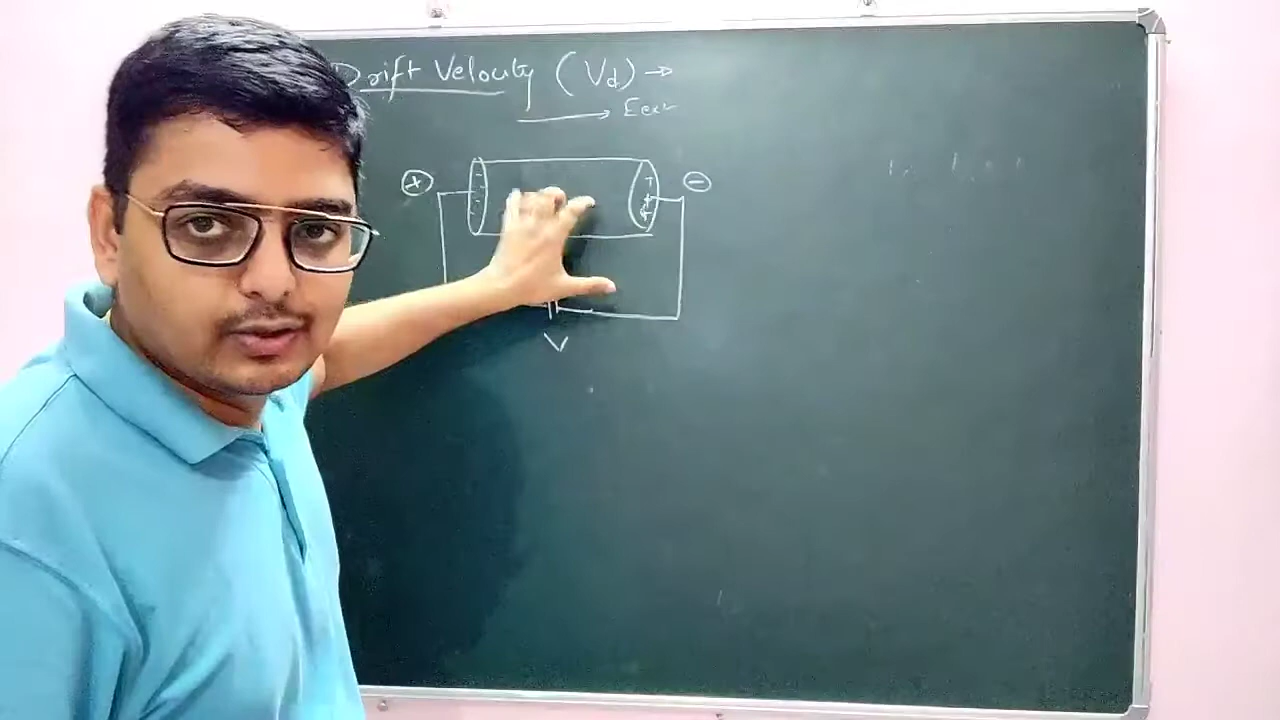 Drift Velocity (Vd) →
→ Eext
+ - - - + + + -
V